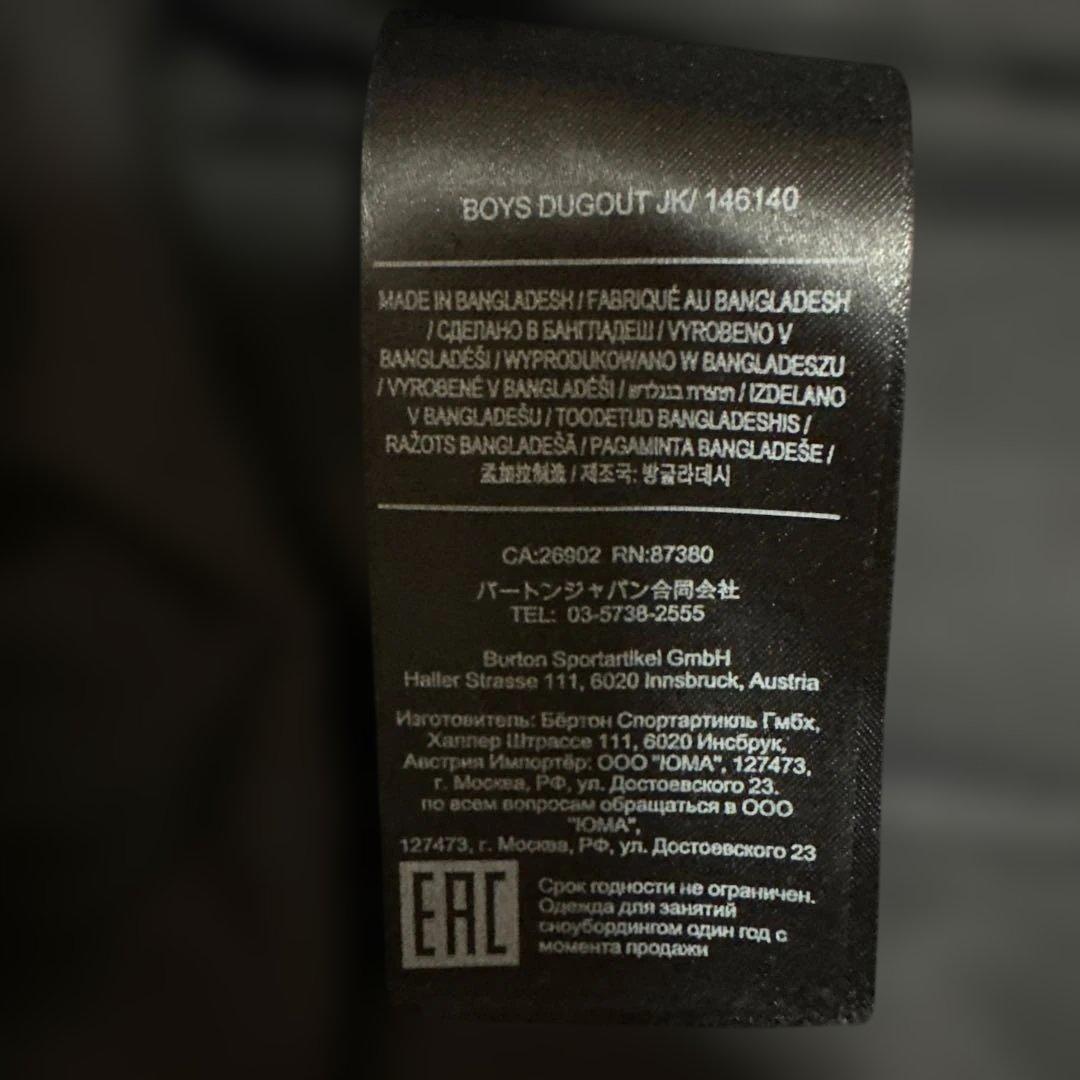 BOYS DUGOUT JK/ 146140
MADE IN BANGLADESH / FABRIQUÉ AU BANGLADESH
/ СДЕЛАНО В БАНГЛАДЕШ / VYROBENO V
BANGLADÉŠI / WYPRODUKOWANO W BANGLADESZU
/ VYROBENÉ V BANGLADÉŠI / תוצרת בנגלדש / IZDELANO
V BANGLADEŠU / TOODETUD BANGLADESHIS /
RAŽOTS BANGLADEŠĀ / PAGAMINTA BANGLADEŠE /
孟加拉制造 / 제조국: 방글라데시
CA:26902 RN:87380
バートンジャパン合同会社
TEL: 03-5738-2555
Burton Sportartikel GmbH
Haller Strasse 111, 6020 Innsbruck, Austria
Изготовитель: Бёртон Спортартикль Гмбх,
Халлер Штрассе 111, 6020 Инсбрук,
Австрия Импортёр: ООО "ЮМА", 127473,
г. Москва, РФ, ул. Достоевского 23.
по всем вопросам обращаться в ООО
"ЮМА",
127473, г. Москва, РФ, ул. Достоевского 23
EAC
Срок годности не ограничен.
Одежда для занятий
сноубордингом один год с
момента продажи